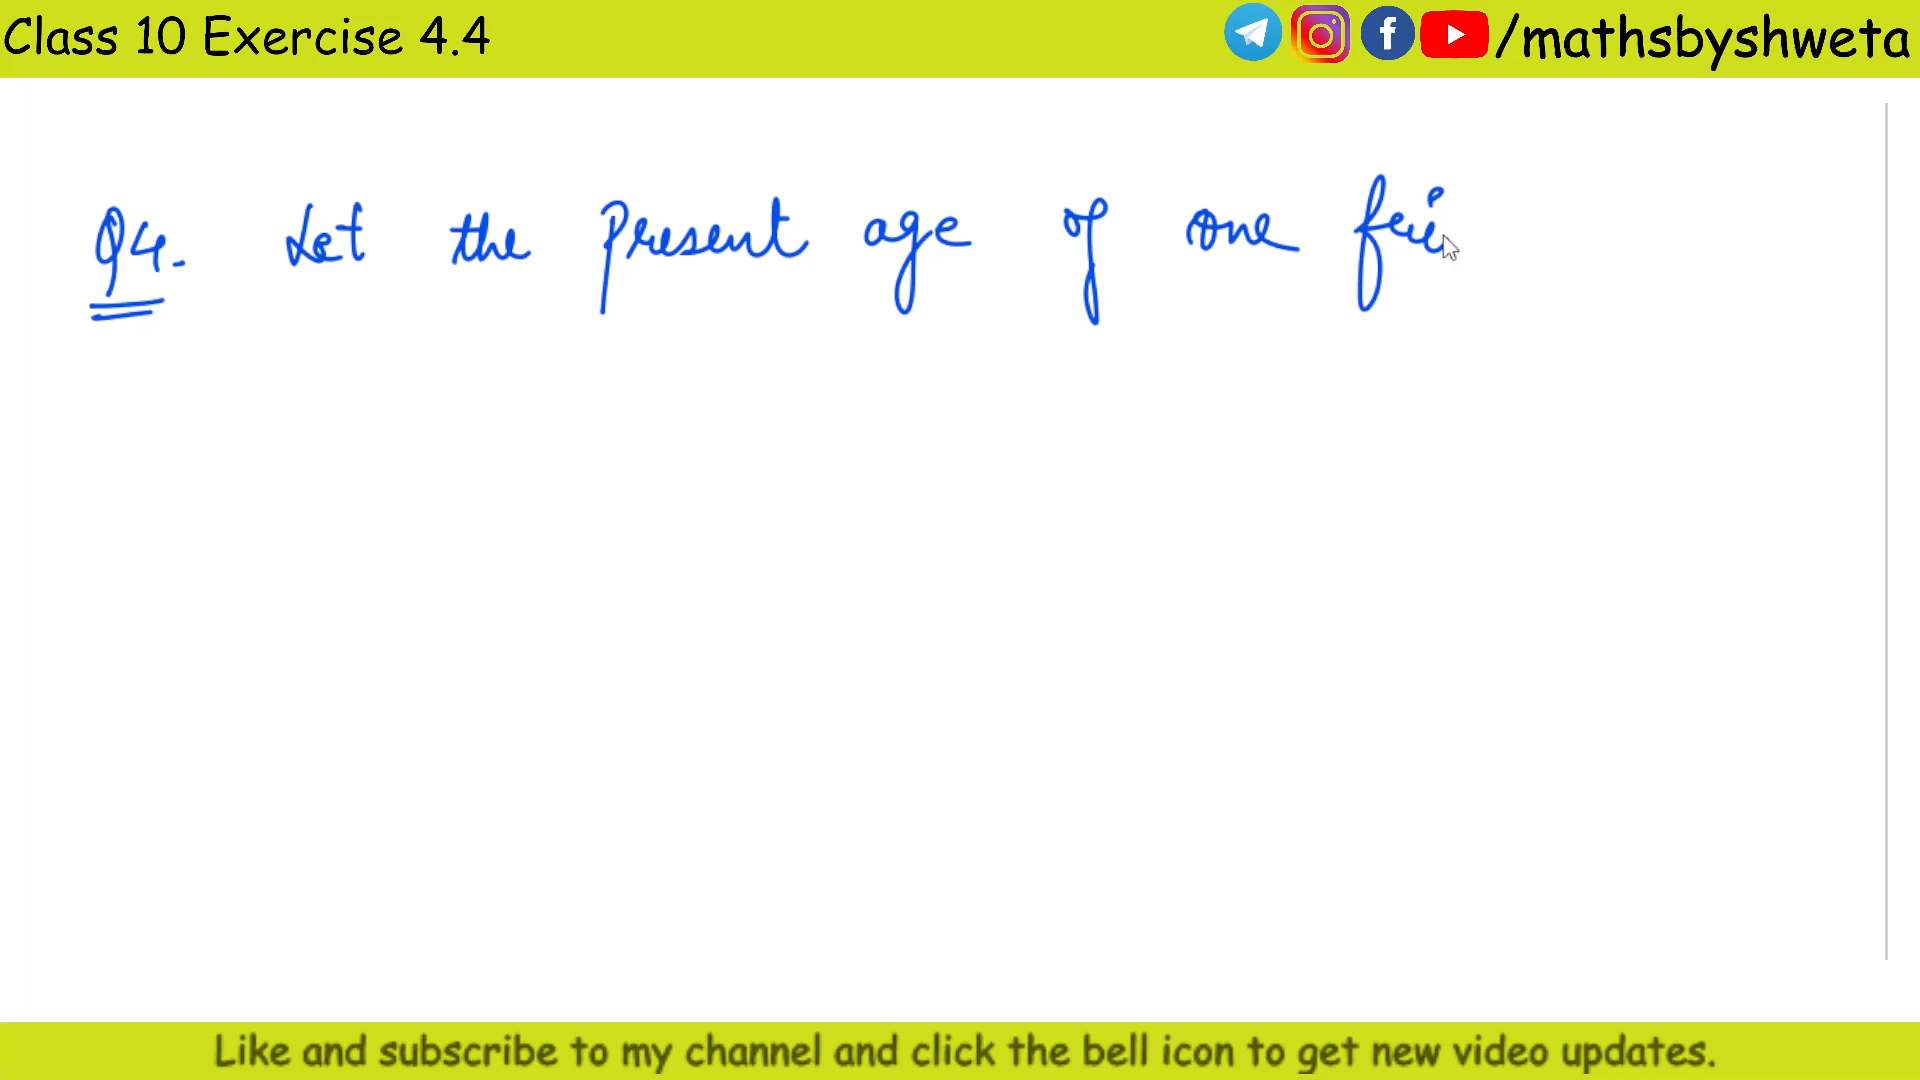 Class 10 Exercise 4.4
/mathsbyshweta
Q4. Let the Present age of one frie
Like and subscribe to my channel and click the bell icon to get new video updates.